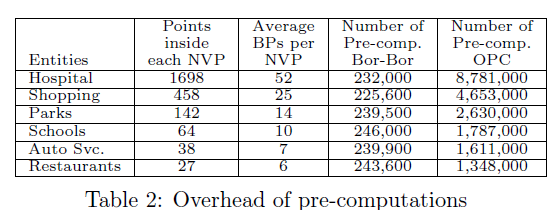 Points Average Number of Number of
inside BPs per Pre-comp. Pre-comp.
Entities each NVP NVP Bor-Bor OPC
Hospital 1698 52 232,000 8,781,000
Shopping 458 25 225,600 4,653,000
Parks 142 14 239,500 2,630,000
Schools 64 10 246,000 1,787,000
Auto Svc. 38 7 239,900 1,611,000
Restaurants 27 6 243,600 1,348,000
Table 2: Overhead of pre-computations